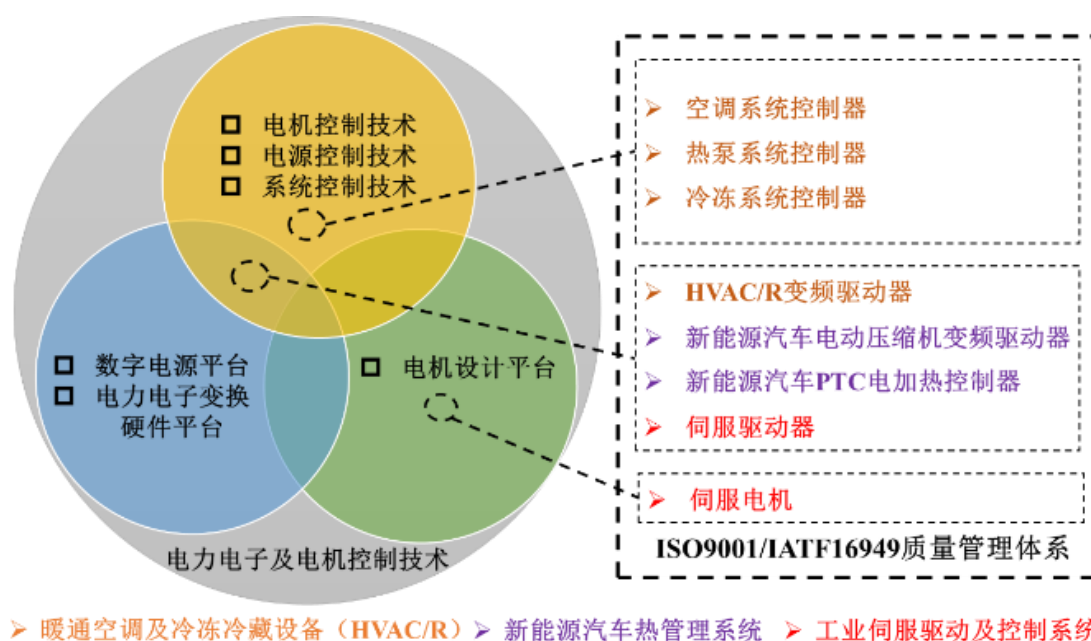 电机控制技术
电源控制技术
系统控制技术
数字电源平台
电力电子变换
硬件平台
电机设计平台
电力电子及电机控制技术
空调系统控制器
热泵系统控制器
冷冻系统控制器
HVAC/R变频驱动器
新能源汽车电动压缩机变频驱动器
新能源汽车PTC电加热控制器
伺服驱动器
伺服电机
ISO9001/IATF16949质量管理体系
暖通空调及冷冻冷藏设备（HVAC/R） 新能源汽车热管理系统 工业伺服驱动及控制系统